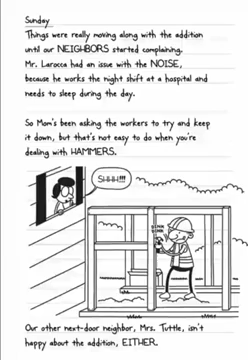 Sunday
Things were really moving along with the addition
until our NEIGHBORS started complaining.
Mr. Larocca had an issue with the NOISE,
because he works the night shift at a hospital and
needs to sleep during the day.
So Mom's been asking the workers to try and keep
it down, but that's not easy to do when you're
dealing with HAMMERS.
SHHH!!!
BINK
BINK
Our other next-door neighbor, Mrs. Tuttle, isn't
happy about the addition, EITHER.